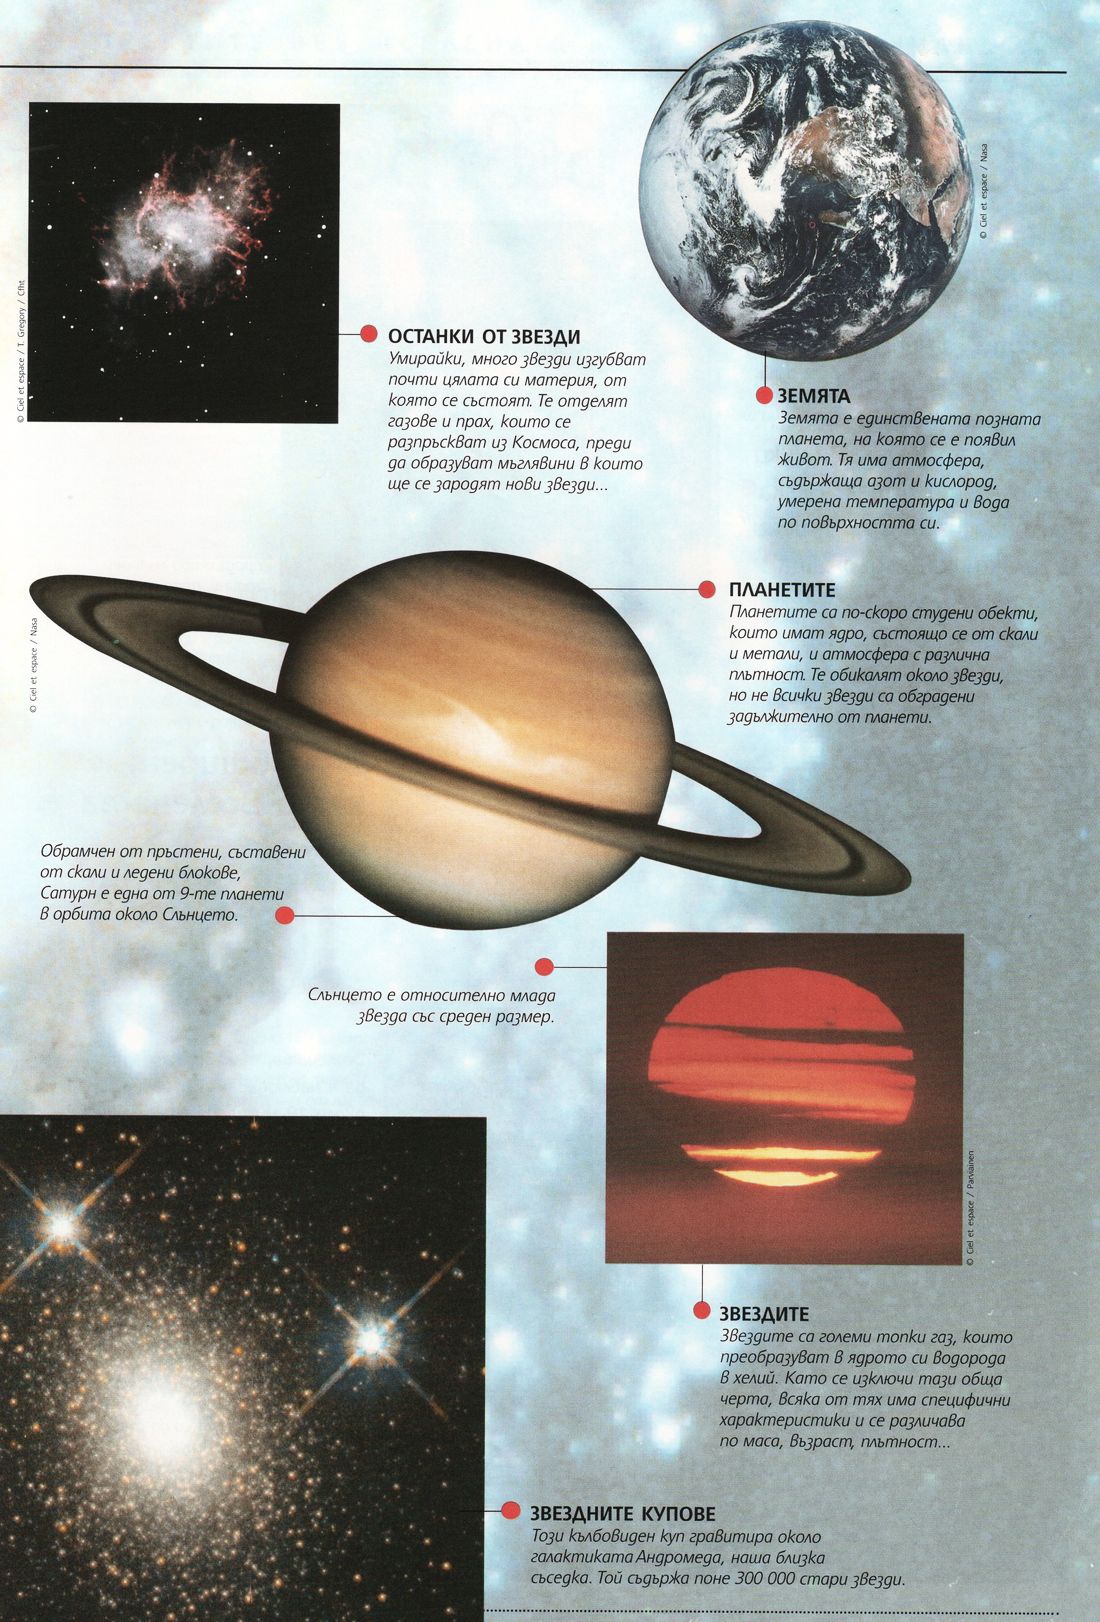 © Ciel et espace / T. Gregory / Cfht
ОСТАНКИ ОТ ЗВЕЗДИ
Умирайки, много звезди изгубват
почти цялата си материя, от
която се състоят. Те отделят
газове и прах, които се
разпръскват из Космоса, преди
да образуват мъглявини в които
ще се зародят нови звезди...
© Ciel et espace / Nasa
ЗЕМЯТА
Земята е единствената позната
планета, на която се е появил
живот. Тя има атмосфера,
съдържаща азот и кислород,
умерена температура и вода
по повърхността си.
© Ciel et espace / Nasa
ПЛАНЕТИТЕ
Планетите са по-скоро студени обекти,
които имат ядро, състоящо се от скали
и метали, и атмосфера с различна
плътност. Те обикалят около звезди,
но не всички звезди са обградени
задължително от планети.
Обрамчен от пръстени, съставени
от скали и ледени блокове,
Сатурн е една от 9-те планети
в орбита около Слънцето.
Слънцето е относително млада
звезда със среден размер.
© Ciel et espace / Parviainen
ЗВЕЗДИТЕ
Звездите са големи топки газ, които
преобразуват в ядрото си водорода
в хелий. Като се изключи тази обща
черта, всяка от тях има специфични
характеристики и се различава
по маса, възраст, плътност...
ЗВЕЗДНИТЕ КУПОВЕ
Този кълбовиден куп гравитира около
галактиката Андромеда, наша близка
съседка. Той съдържа поне 300 000 стари звезди.